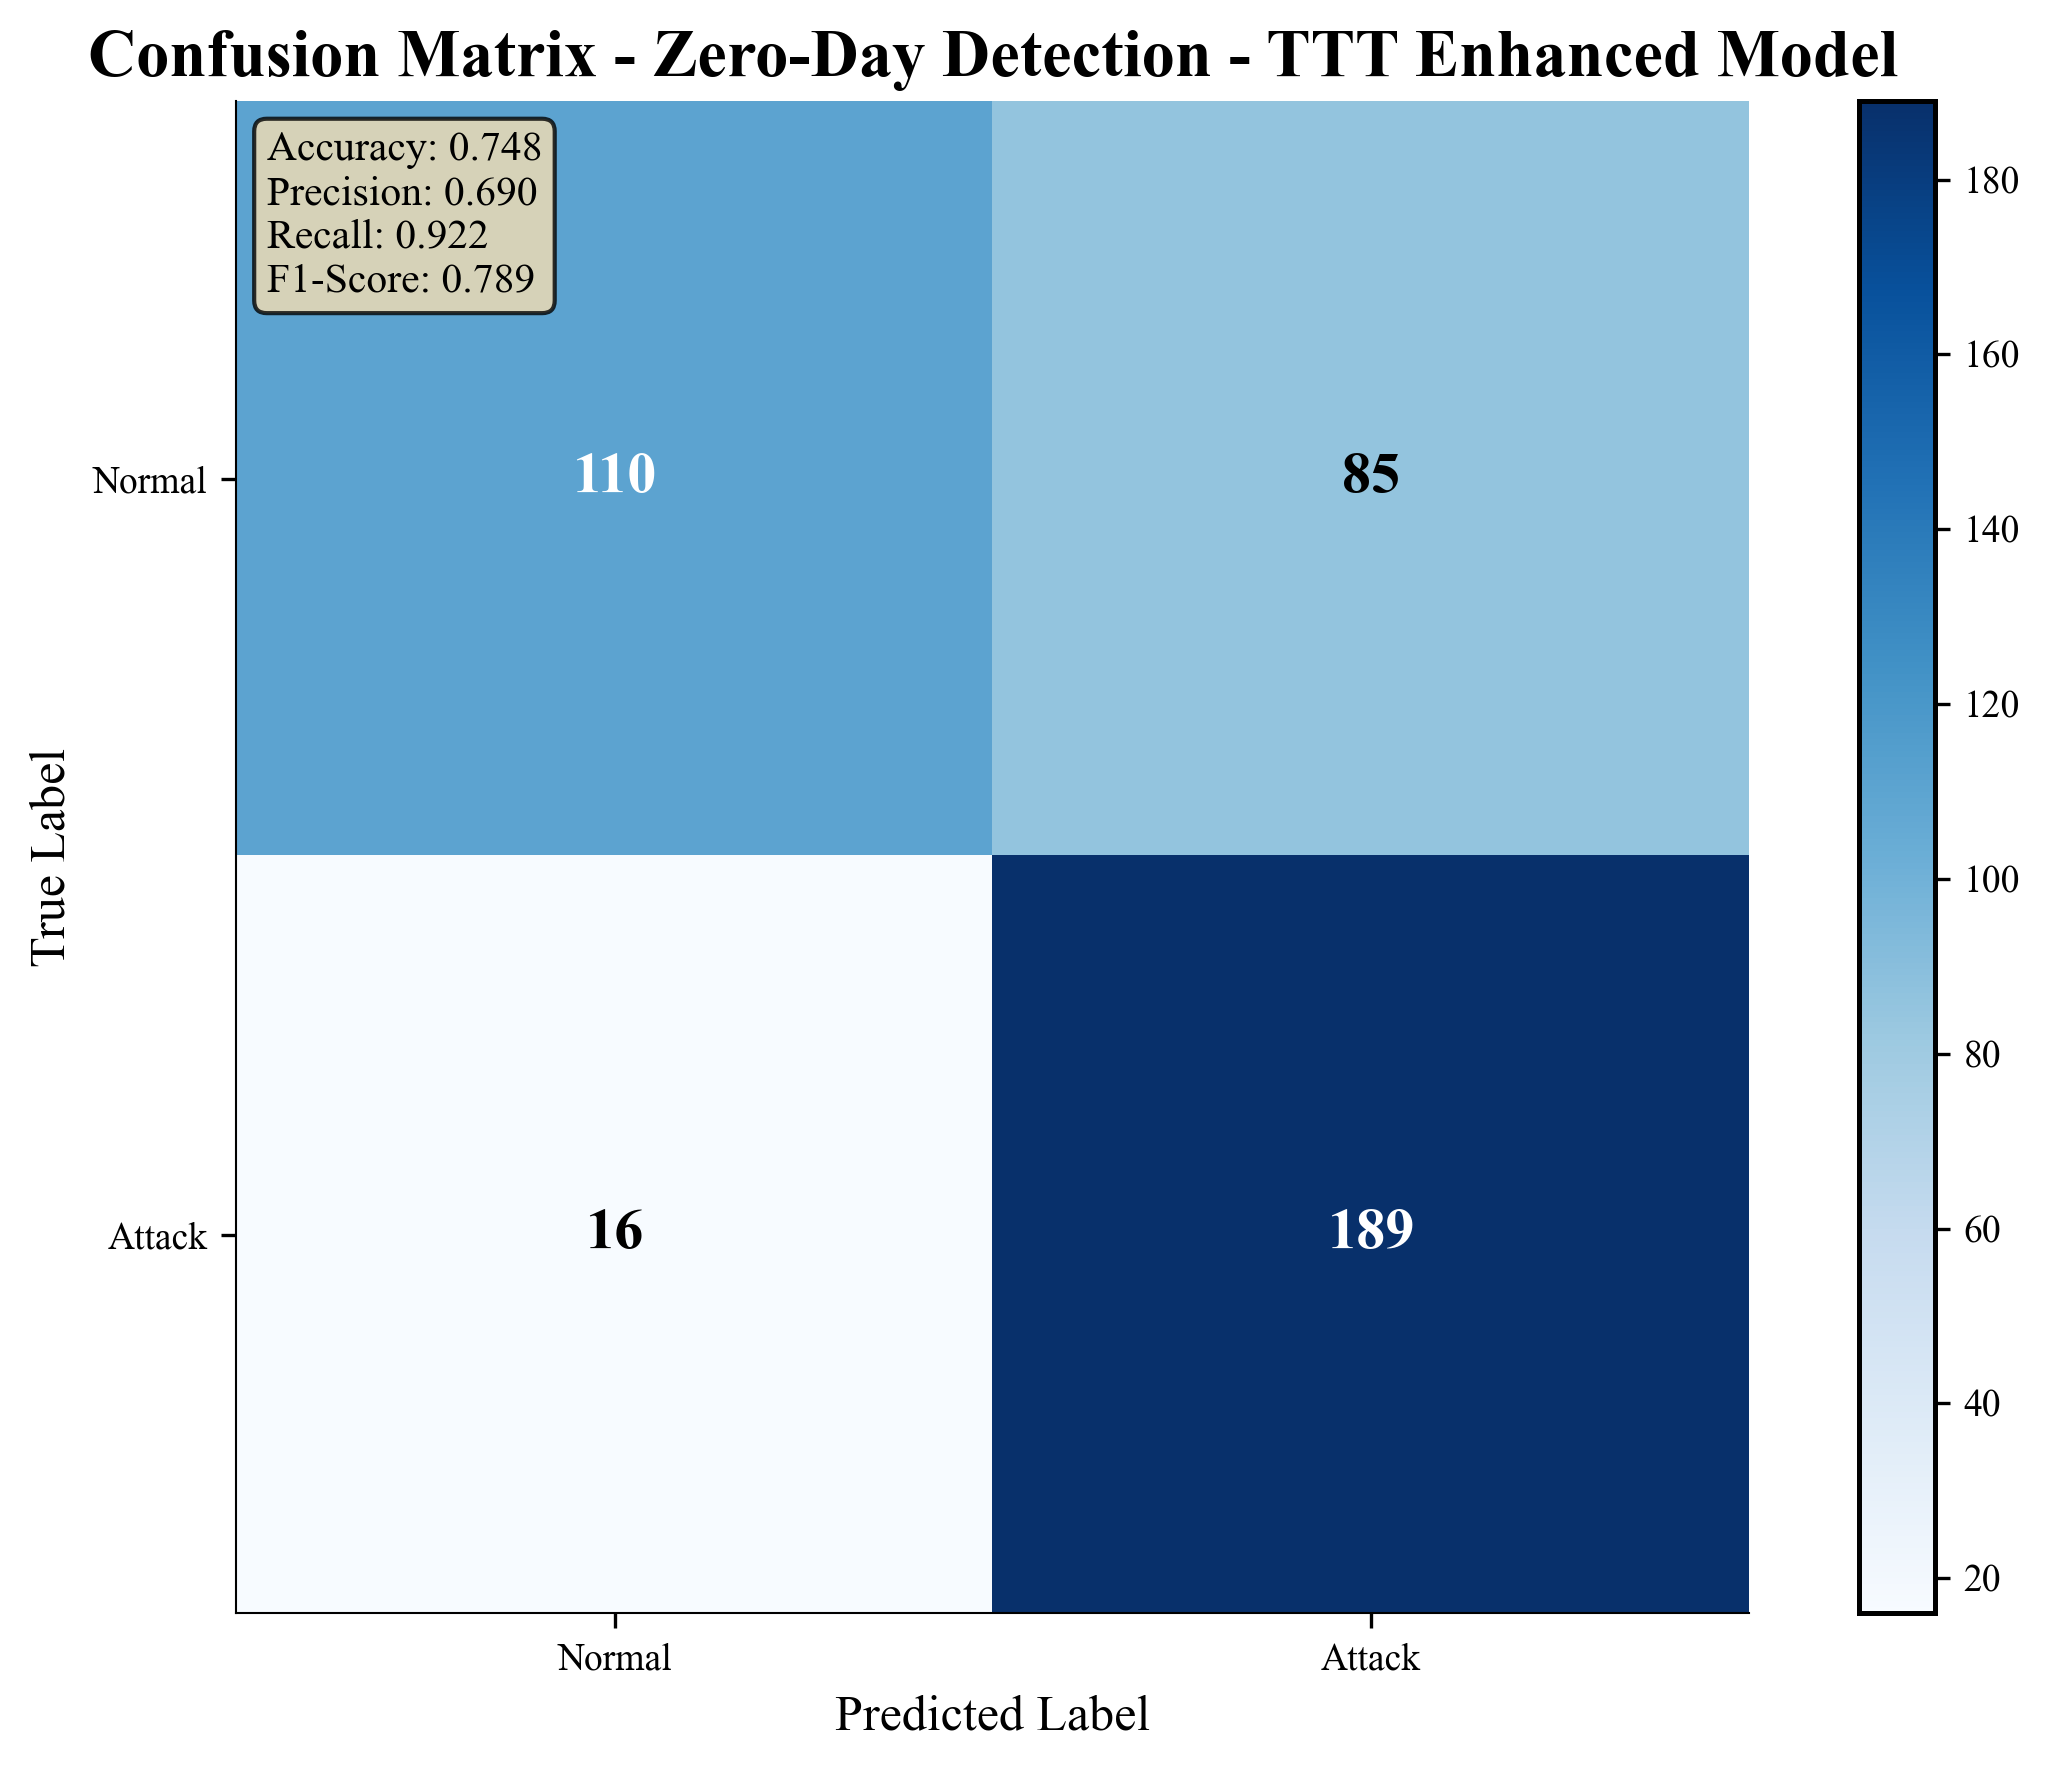 Confusion Matrix - Zero-Day Detection - TTT Enhanced Model
Accuracy: 0.748
Precision: 0.690
Recall: 0.922
F1-Score: 0.789
110
85
16
189
Normal
Attack
True Label
Normal
Attack
Predicted Label
180
160
140
120
100
80
60
40
20